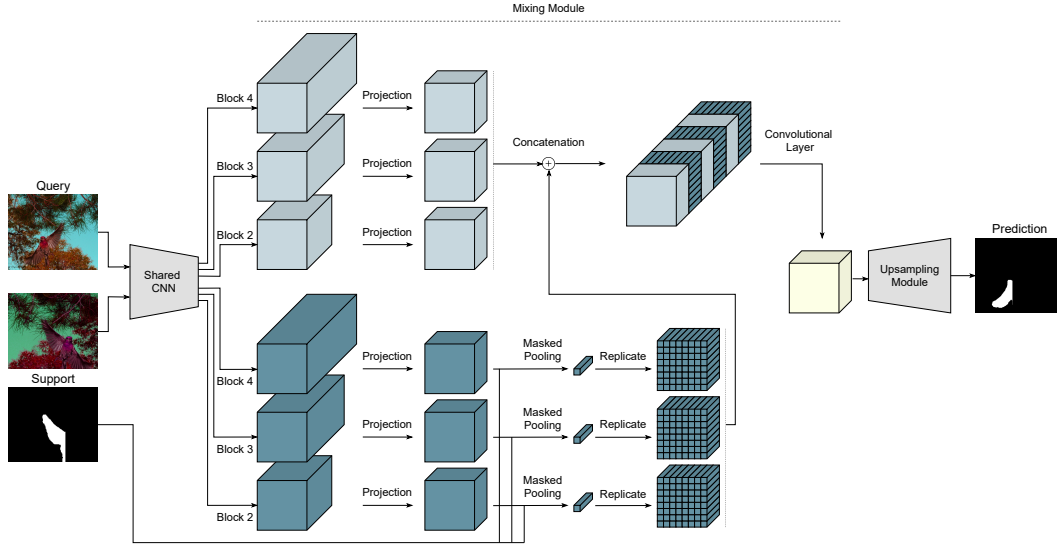 Mixing Module
Block 4
Projection
Block 3
Projection
Concatenation
Convolutional
Layer
Query
Block 2
Projection
Shared
CNN
Prediction
Upsampling
Module
Support
Block 4
Projection
Masked
Pooling
Replicate
Block 3
Projection
Masked
Pooling
Replicate
Block 2
Projection
Masked
Pooling
Replicate